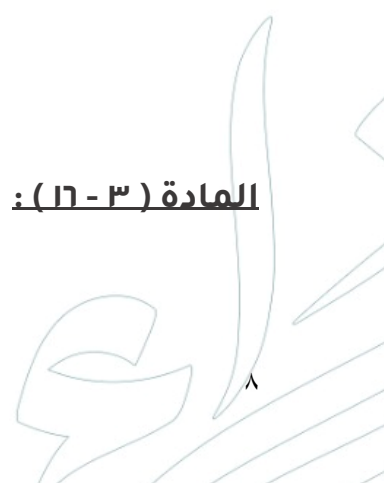 المادة ( ٣ - ١٦ ) :
٨